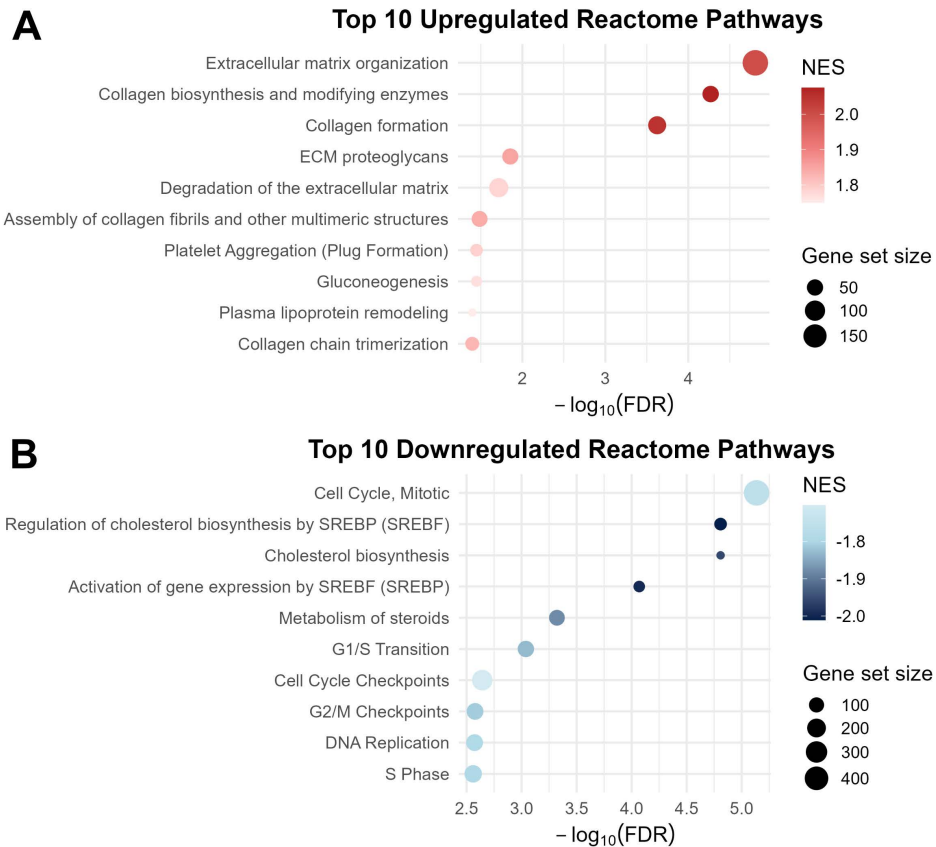 A
Top 10 Upregulated Reactome Pathways
Extracellular matrix organization
Collagen biosynthesis and modifying enzymes
Collagen formation
ECM proteoglycans
Degradation of the extracellular matrix
Assembly of collagen fibrils and other multimeric structures
Platelet Aggregation (Plug Formation)
Gluconeogenesis
Plasma lipoprotein remodeling
Collagen chain trimerization
2 3 4
−log₁₀(FDR)
NES
2.0
1.9
1.8
Gene set size
50
100
150
B
Top 10 Downregulated Reactome Pathways
Cell Cycle, Mitotic
Regulation of cholesterol biosynthesis by SREBP (SREBF)
Cholesterol biosynthesis
Activation of gene expression by SREBF (SREBP)
Metabolism of steroids
G1/S Transition
Cell Cycle Checkpoints
G2/M Checkpoints
DNA Replication
S Phase
2.5 3.0 3.5 4.0 4.5 5.0
−log₁₀(FDR)
NES
-1.8
-1.9
-2.0
Gene set size
100
200
300
400